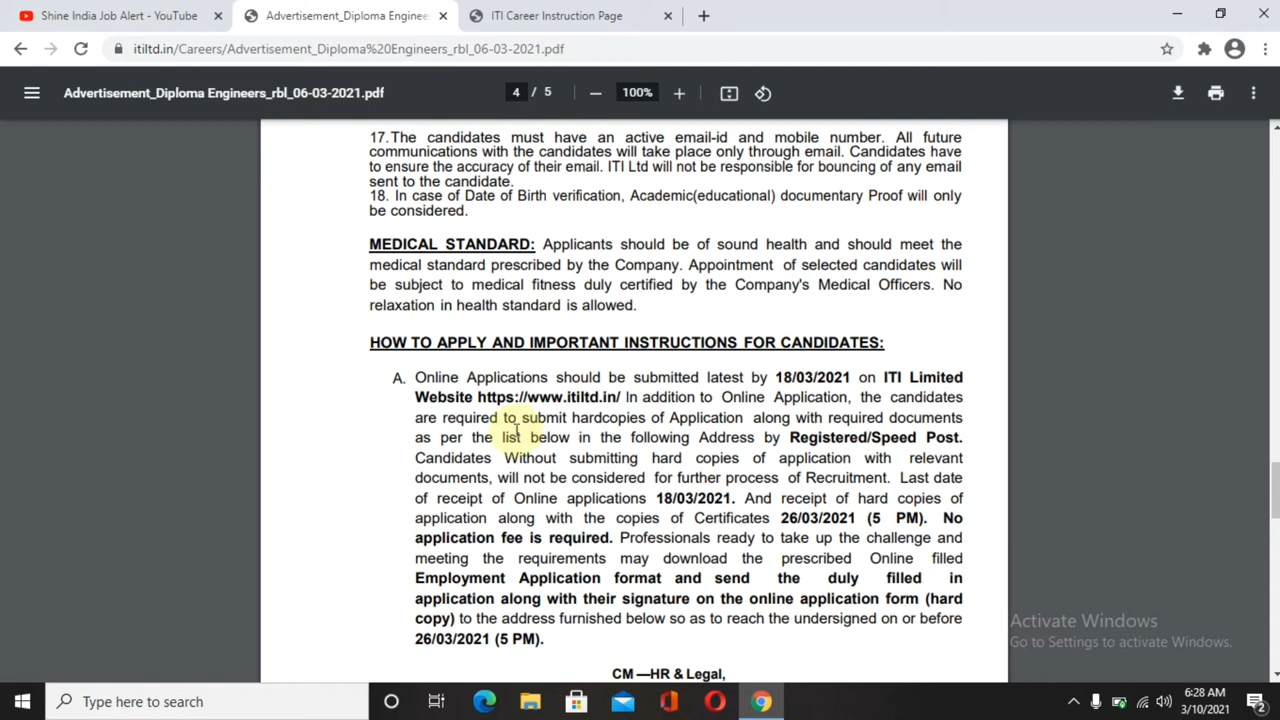 Shine India Job Alert - YouTube
Advertisement_Diploma Enginee
ITI Career Instruction Page
itiltd.in/Careers/Advertisement_Diploma%20Engineers_rbl_06-03-2021.pdf
Advertisement_Diploma Engineers_rbl_06-03-2021.pdf
4 / 5
100%
17.The candidates must have an active email-id and mobile number. All future
communications with the candidates will take place only through email. Candidates have
to ensure the accuracy of their email. ITI Ltd will not be responsible for bouncing of any email
sent to the candidate.
18. In case of Date of Birth verification, Academic(educational) documentary Proof will only
be considered.
MEDICAL STANDARD: Applicants should be of sound health and should meet the
medical standard prescribed by the Company. Appointment of selected candidates will
be subject to medical fitness duly certified by the Company's Medical Officers. No
relaxation in health standard is allowed.
HOW TO APPLY AND IMPORTANT INSTRUCTIONS FOR CANDIDATES:
A. Online Applications should be submitted latest by 18/03/2021 on ITI Limited
Website https://www.itiltd.in/ In addition to Online Application, the candidates
are required to submit hardcopies of Application along with required documents
as per the list below in the following Address by Registered/Speed Post.
Candidates Without submitting hard copies of application with relevant
documents, will not be considered for further process of Recruitment. Last date
of receipt of Online applications 18/03/2021. And receipt of hard copies of
application along with the copies of Certificates 26/03/2021 (5 PM). No
application fee is required. Professionals ready to take up the challenge and
meeting the requirements may download the prescribed Online filled
Employment Application format and send the duly filled in
application along with their signature on the online application form (hard
copy) to the address furnished below so as to reach the undersigned on or before
26/03/2021 (5 PM).
CM —HR & Legal,
Activate Windows
Go to Settings to activate Windows.
Type here to search
6:28 AM
3/10/2021
2